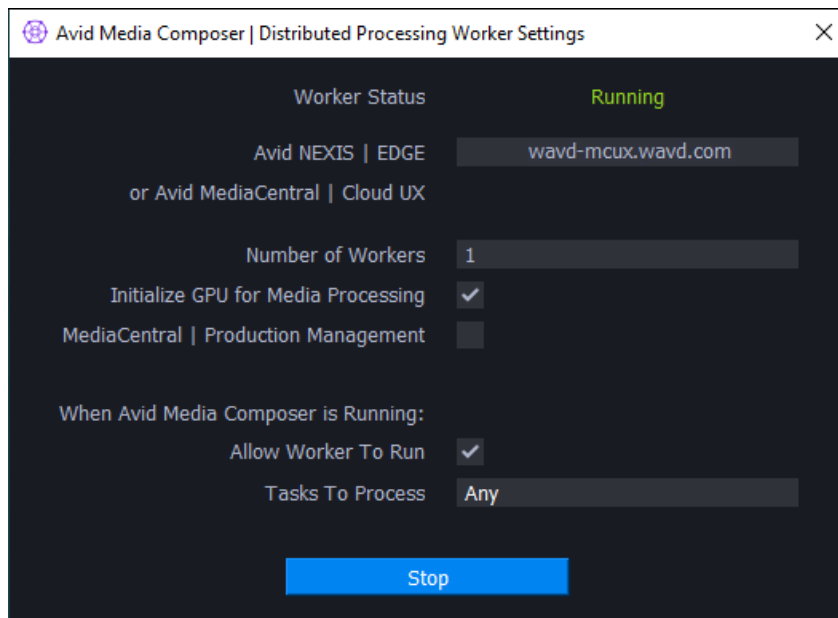 Avid Media Composer | Distributed Processing Worker Settings
Worker Status Running
Avid NEXIS | EDGE wavd-mcux.wavd.com
or Avid MediaCentral | Cloud UX
Number of Workers 1
Initialize GPU for Media Processing
MediaCentral | Production Management
When Avid Media Composer is Running:
Allow Worker To Run
Tasks To Process Any
Stop